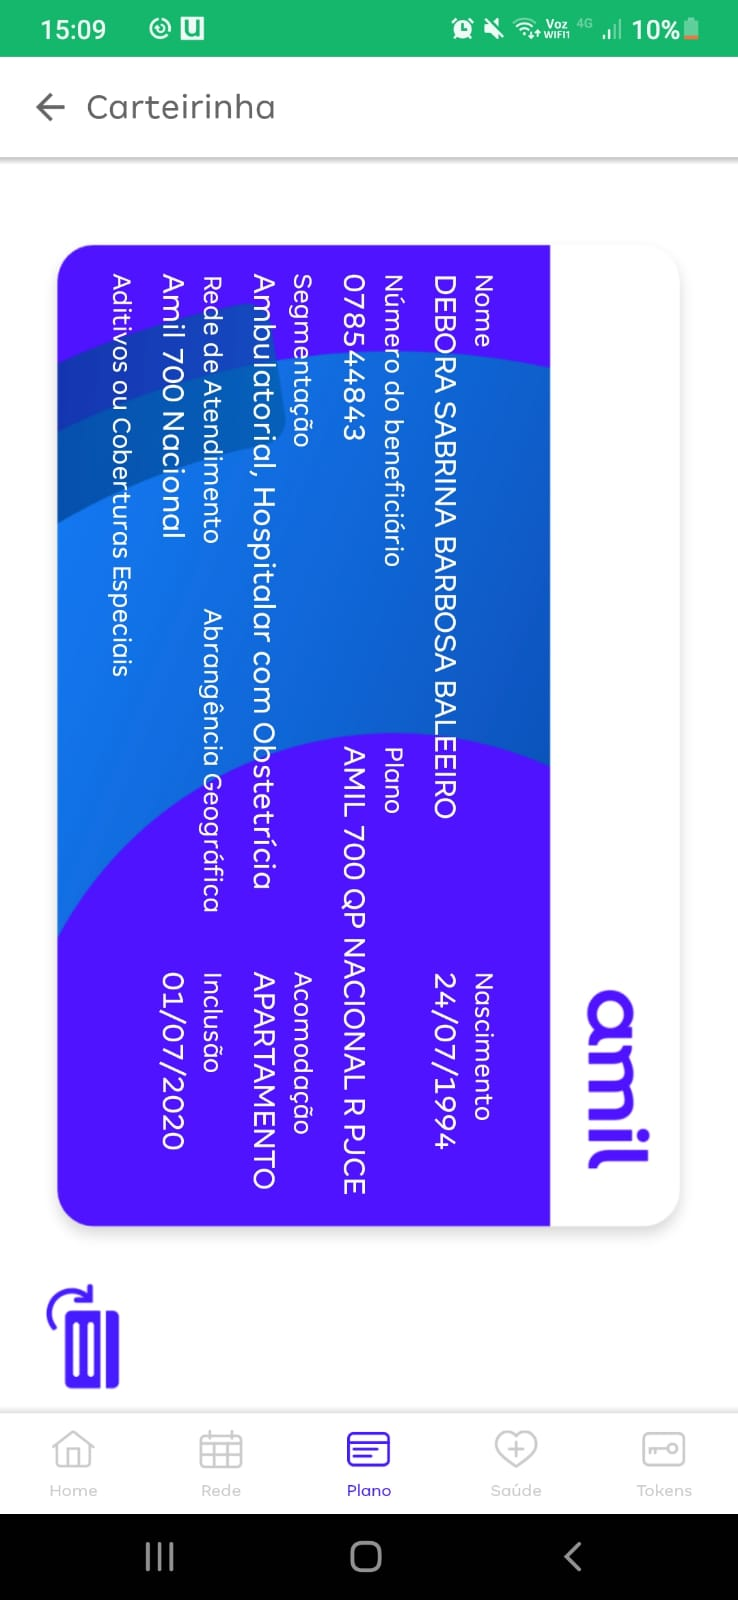 15:09
U
Voz
WIFI1
4G
10%
Carteirinha
amil
Nome
Nascimento
DEBORA SABRINA BARBOSA BALEEIRO
24/07/1994
Número do beneficiário
Plano
078544843
AMIL 700 QP NACIONAL R PJCE
Segmentação
Acomodação
Ambulatorial, Hospitalar com Obstetrícia
APARTAMENTO
Rede de Atendimento
Abrangência Geográfica
Inclusão
Amil 700 Nacional
01/07/2020
Aditivos ou Coberturas Especiais
Home
Rede
Plano
Saúde
Tokens